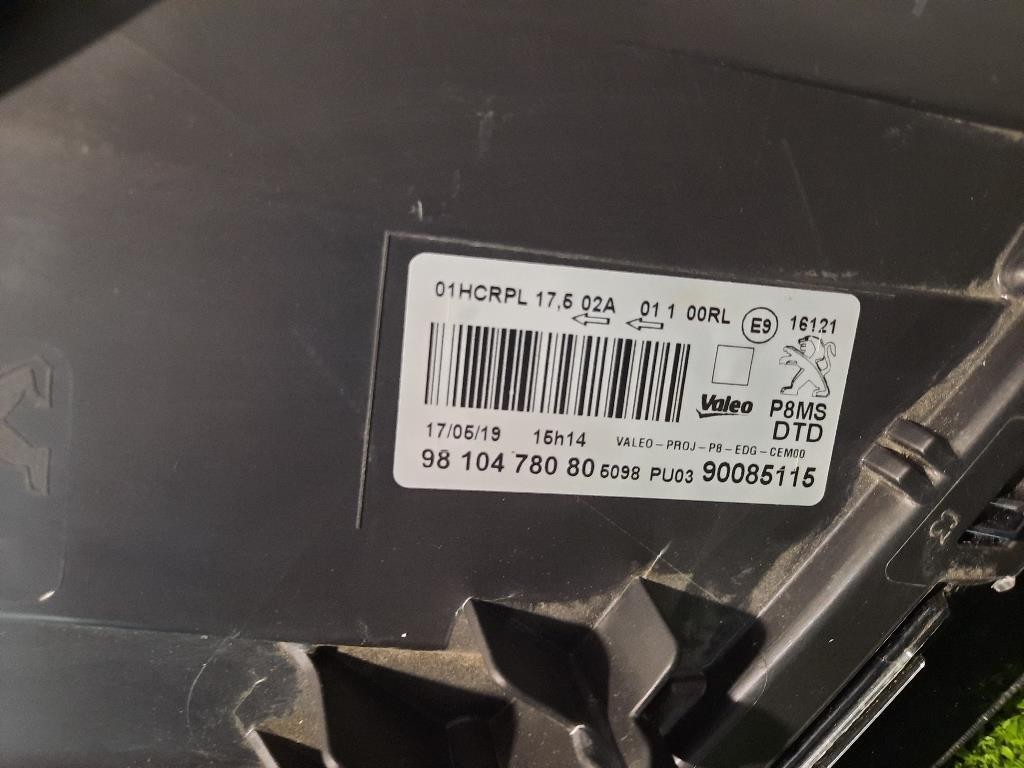 01HCRPL 17,5 02A 01 1 00RL E9 16121
Valeo P8MS
DTD
17/05/19 15h14 VALEO-PROJ-P8-EDG-CEM00
98 104 780 80 5098 PU03 90085115